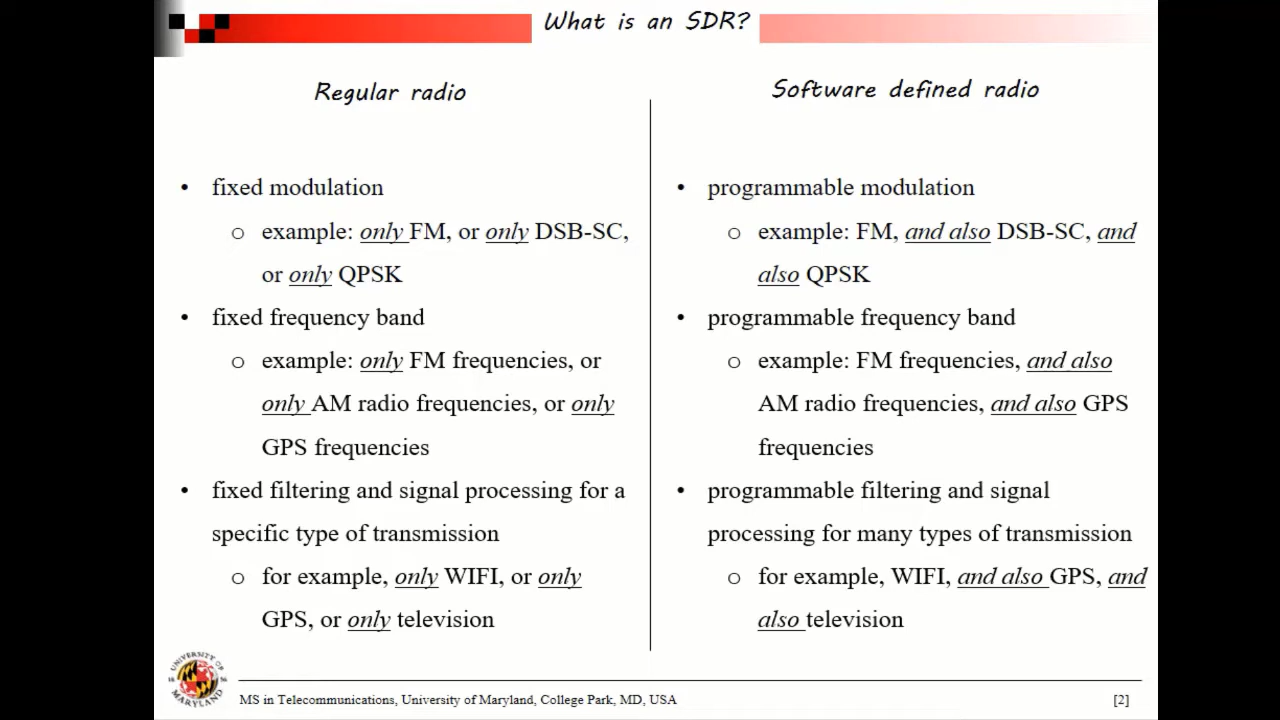 What is an SDR?
Regular radio
• fixed modulation
o example: only FM, or only DSB-SC,
or only QPSK
• fixed frequency band
o example: only FM frequencies, or
only AM radio frequencies, or only
GPS frequencies
• fixed filtering and signal processing for a
specific type of transmission
o for example, only WIFI, or only
GPS, or only television
Software defined radio
• programmable modulation
o example: FM, and also DSB-SC, and
also QPSK
• programmable frequency band
o example: FM frequencies, and also
AM radio frequencies, and also GPS
frequencies
• programmable filtering and signal
processing for many types of transmission
o for example, WIFI, and also GPS, and
also television
UNIVERSITY OF
18 56
MARYLAND
MS in Telecommunications, University of Maryland, College Park, MD, USA
[2]